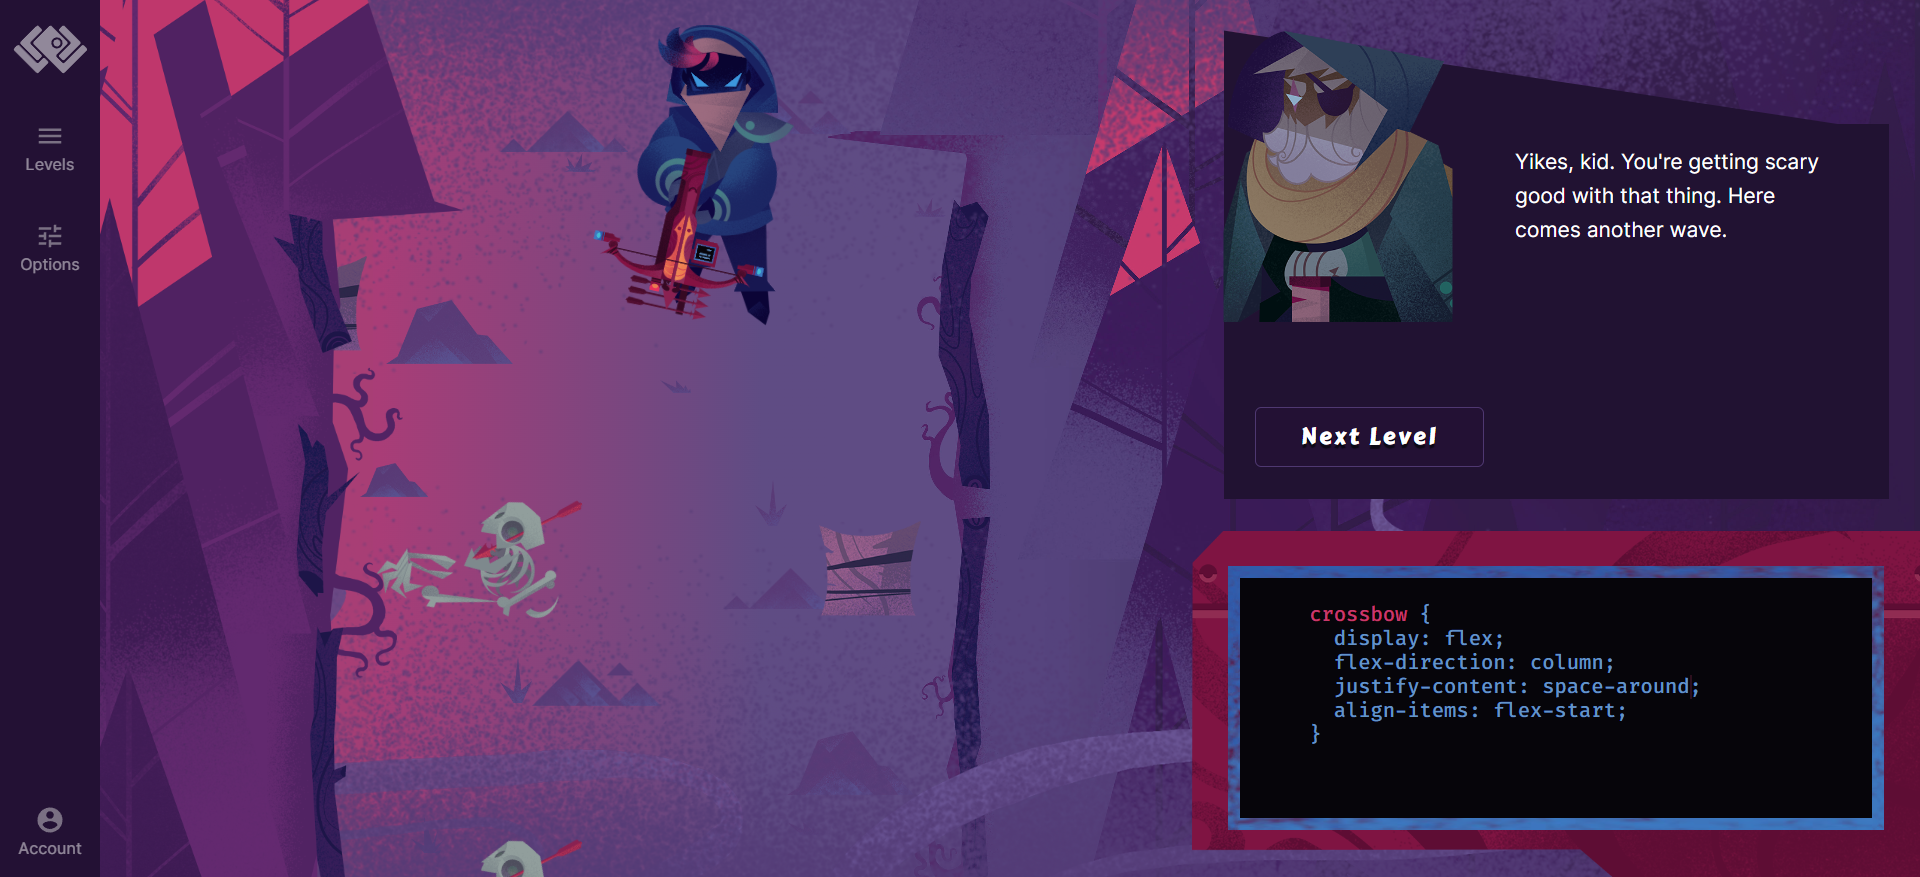 Levels
Options
Account
Yikes, kid. You're getting scary
good with that thing. Here
comes another wave.
Next Level
crossbow {
display: flex;
flex-direction: column;
justify-content: space-around;
align-items: flex-start;
}